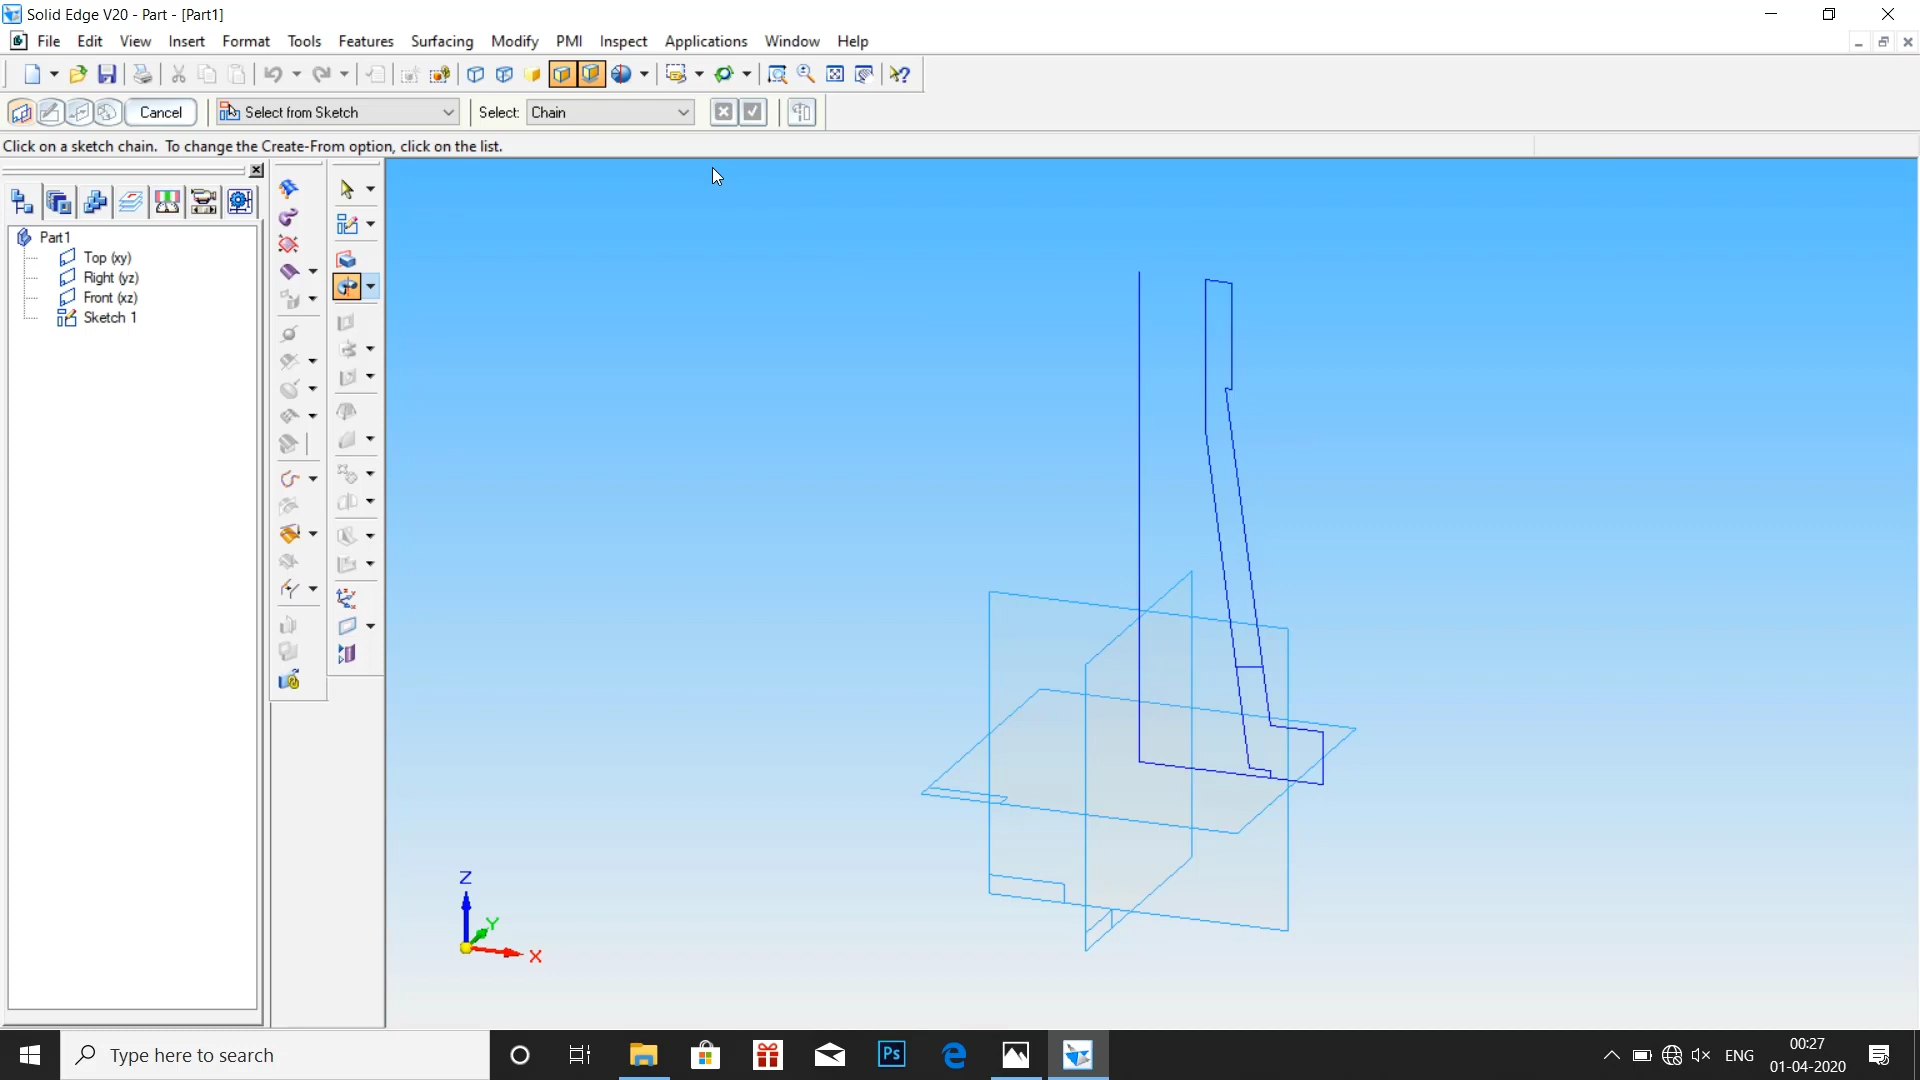 Solid Edge V20 - Part - [Part1]
File Edit View Insert Format Tools Features Surfacing Modify PMI Inspect Applications Window Help
Cancel Select from Sketch Select: Chain
Click on a sketch chain. To change the Create-From option, click on the list.
Part1
Top (xy)
Right (yz)
Front (xz)
Sketch 1
Z
Y
X
Type here to search
Ps
ENG
00:27
01-04-2020